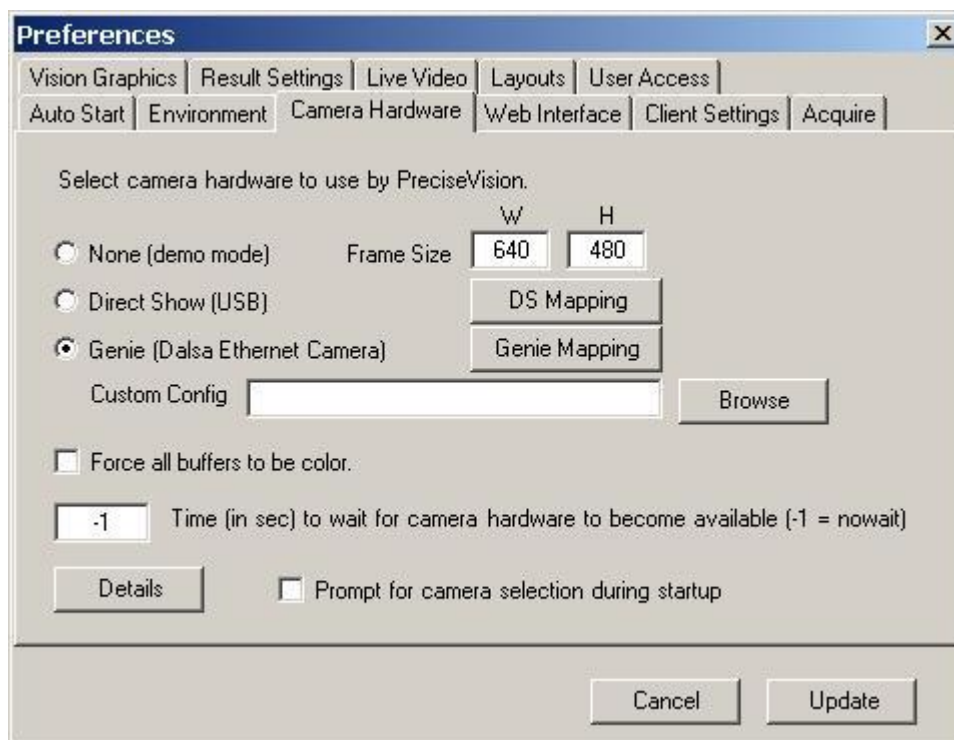 Preferences
Vision Graphics Result Settings Live Video Layouts User Access
Auto Start Environment Camera Hardware Web Interface Client Settings Acquire
Select camera hardware to use by PreciseVision.
W H
None (demo mode) Frame Size 640 480
Direct Show (USB) DS Mapping
Genie (Dalsa Ethernet Camera) Genie Mapping
Custom Config Browse
Force all buffers to be color.
-1 Time (in sec) to wait for camera hardware to become available (-1 = nowait)
Details Prompt for camera selection during startup
Cancel Update